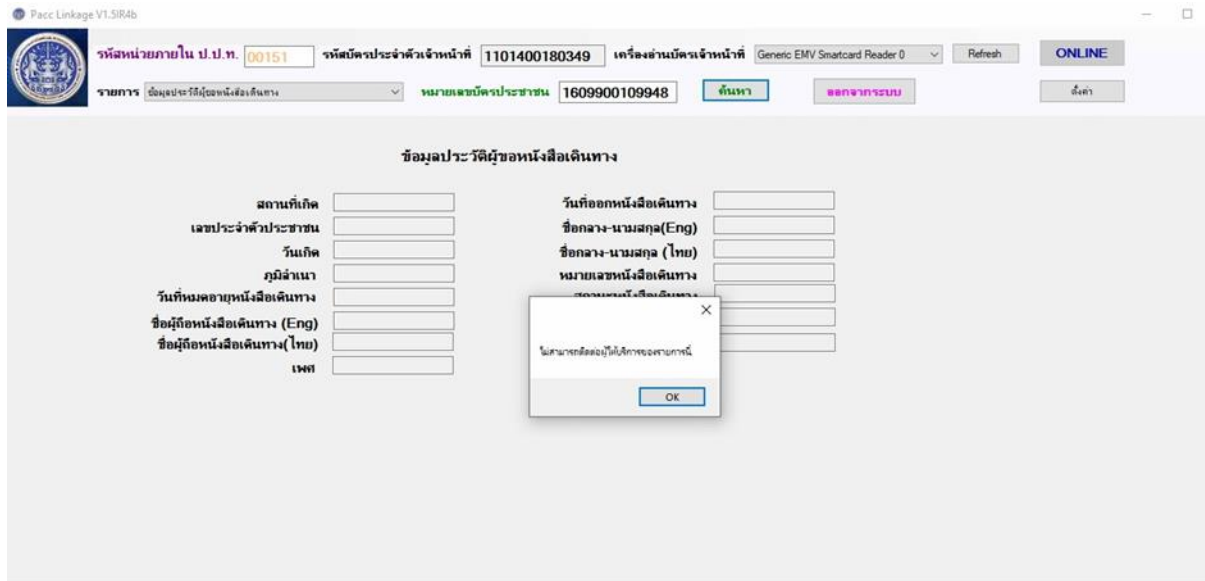 Pacc Linkage V1.5IR4b
รหัสหน่วยภายใน ป.ป.ท. 00151 รหัสบัตรประจำตัวเจ้าหน้าที่ 1101400180349 เครื่องอ่านบัตรเจ้าหน้าที่ Generic EMV Smartcard Reader 0 Refresh ONLINE
รายการ ข้อมูลประวัติผู้ขอหนังสือเดินทาง หมายเลขบัตรประชาชน 1609900109948 ค้นหา ออกจากระบบ ตั้งค่า
ข้อมูลประวัติผู้ขอหนังสือเดินทาง
สถานที่เกิด วันที่ออกหนังสือเดินทาง
เลขประจำตัวประชาชน ชื่อกลาง-นามสกุล(Eng)
วันเกิด ชื่อกลาง-นามสกุล (ไทย)
ภูมิลำเนา หมายเลขหนังสือเดินทาง
วันที่หมดอายุหนังสือเดินทาง สถานะหนังสือเดินทาง
ชื่อผู้ถือหนังสือเดินทาง (Eng)
ชื่อผู้ถือหนังสือเดินทาง(ไทย)
เพศ
ไม่สามารถติดต่อผู้ให้บริการของรายการนี้
OK